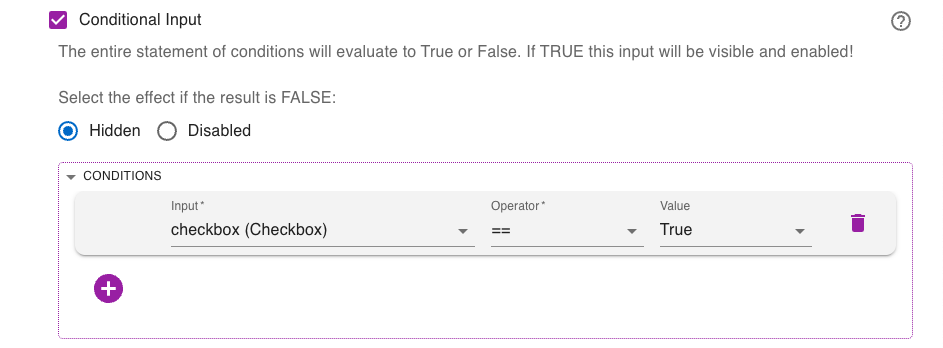 Conditional Input
The entire statement of conditions will evaluate to True or False. If TRUE this input will be visible and enabled!
Select the effect if the result is FALSE:
Hidden Disabled
CONDITIONS
Input* Operator* Value
checkbox (Checkbox) == True